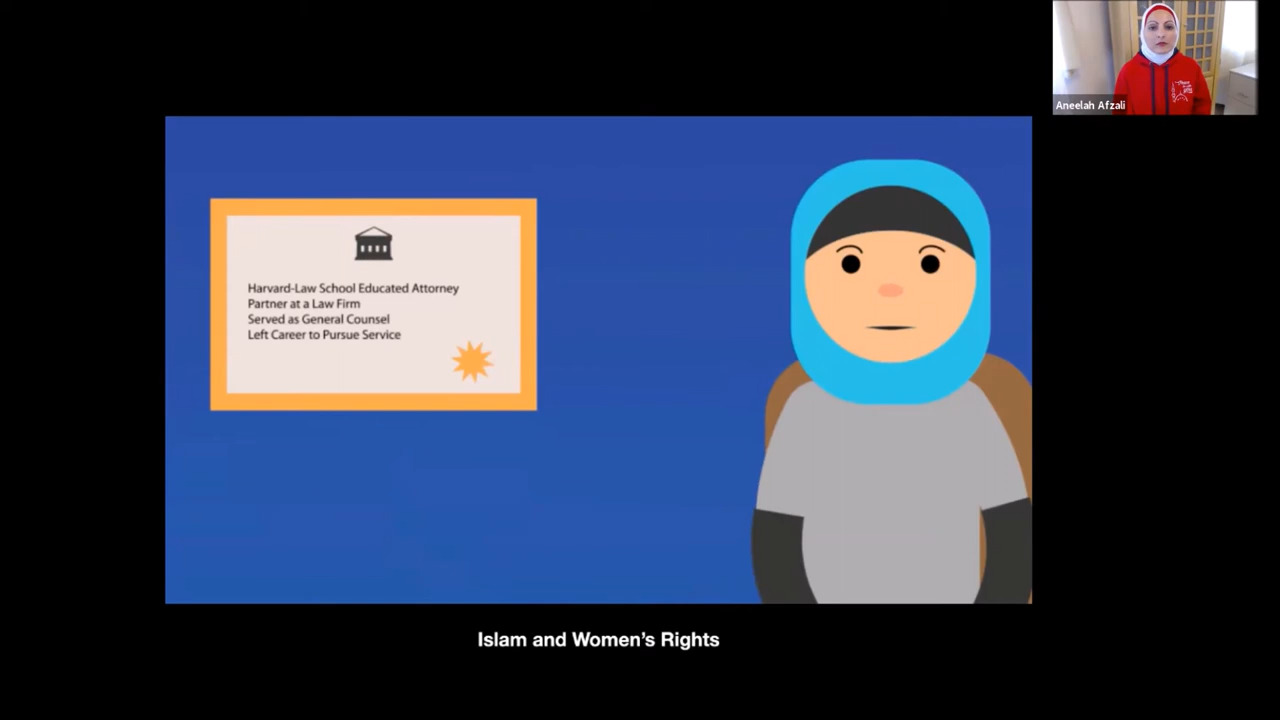 Aneelah Afzali
Harvard-Law School Educated Attorney
Partner at a Law Firm
Served as General Counsel
Left Career to Pursue Service
Islam and Women's Rights